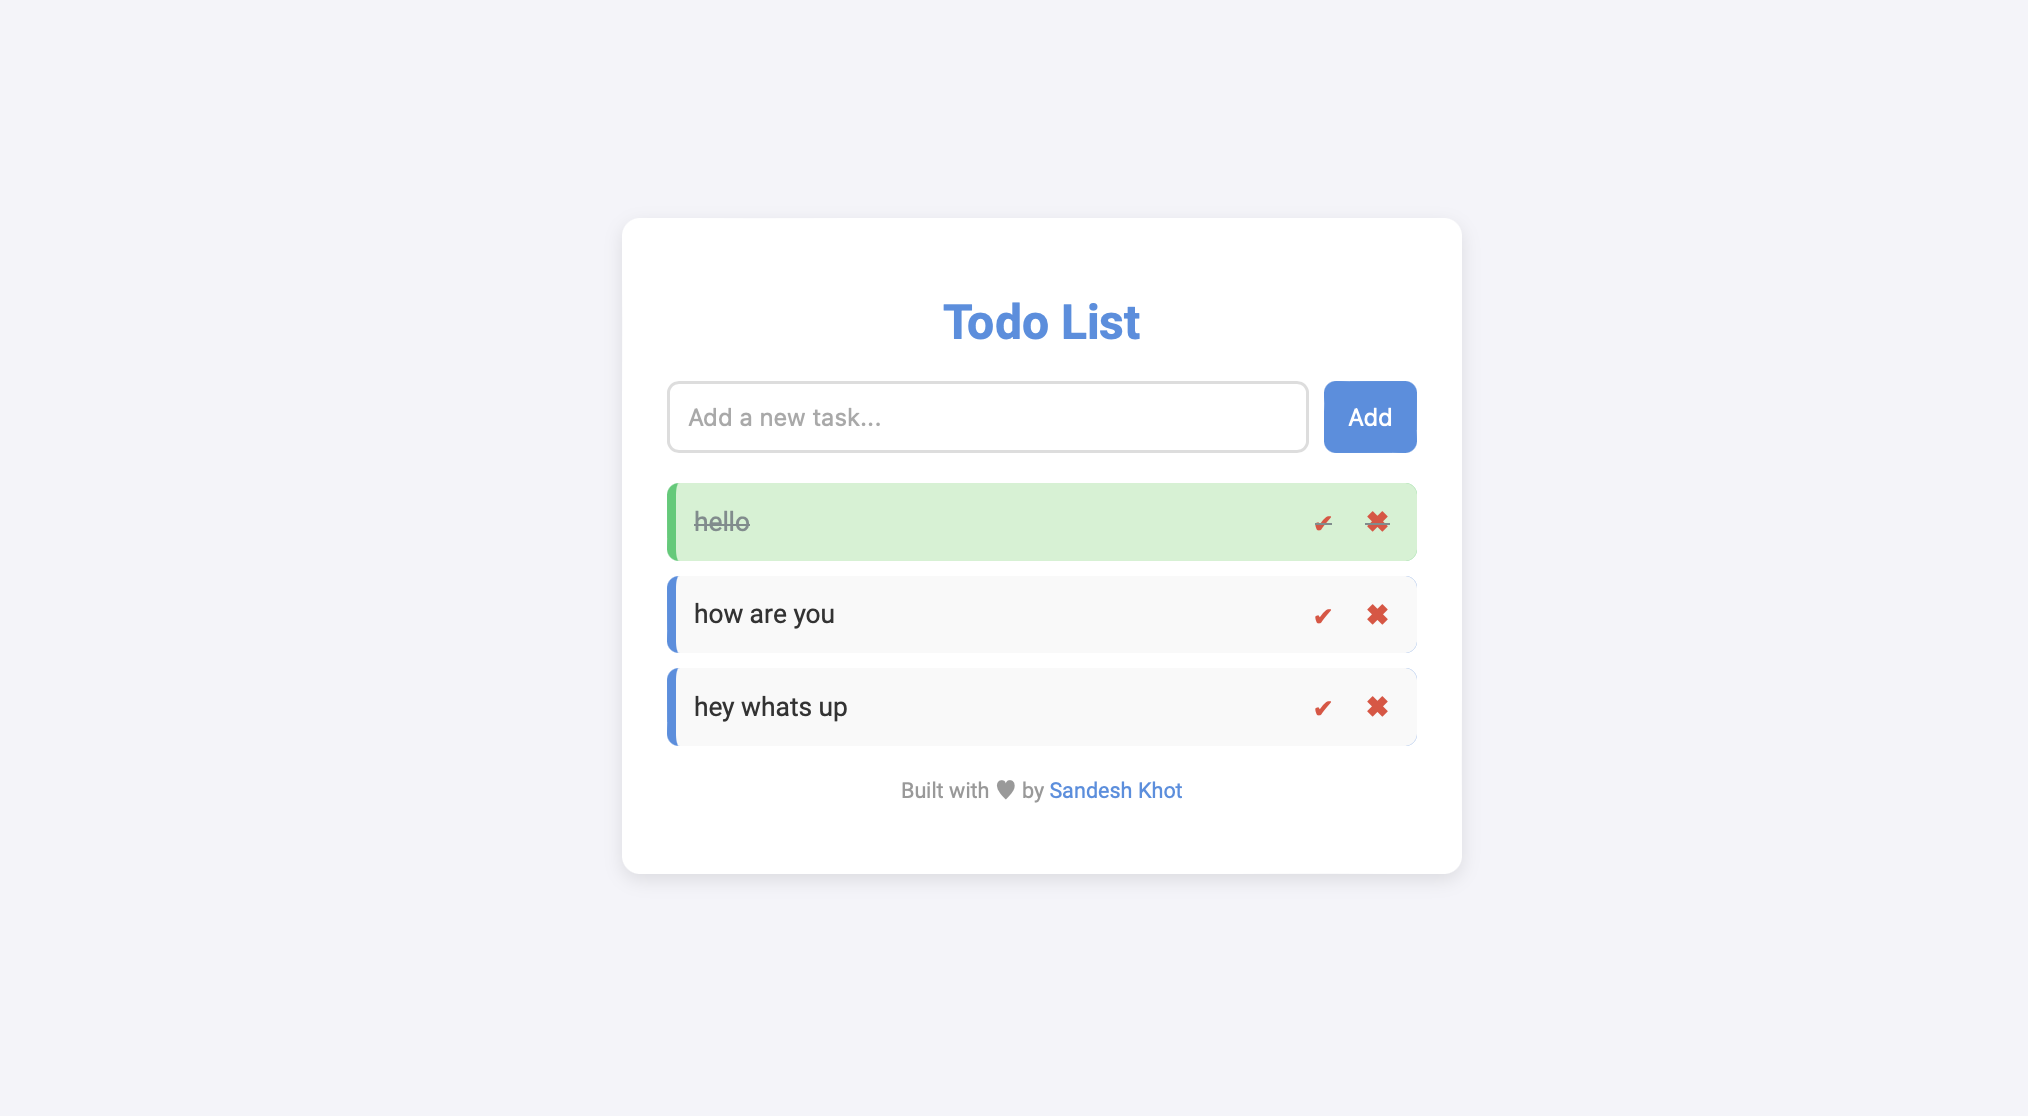 Todo List
Add a new task...
Add
hello ✔ ✖
how are you ✔ ✖
hey whats up ✔ ✖
Built with ♥ by Sandesh Khot